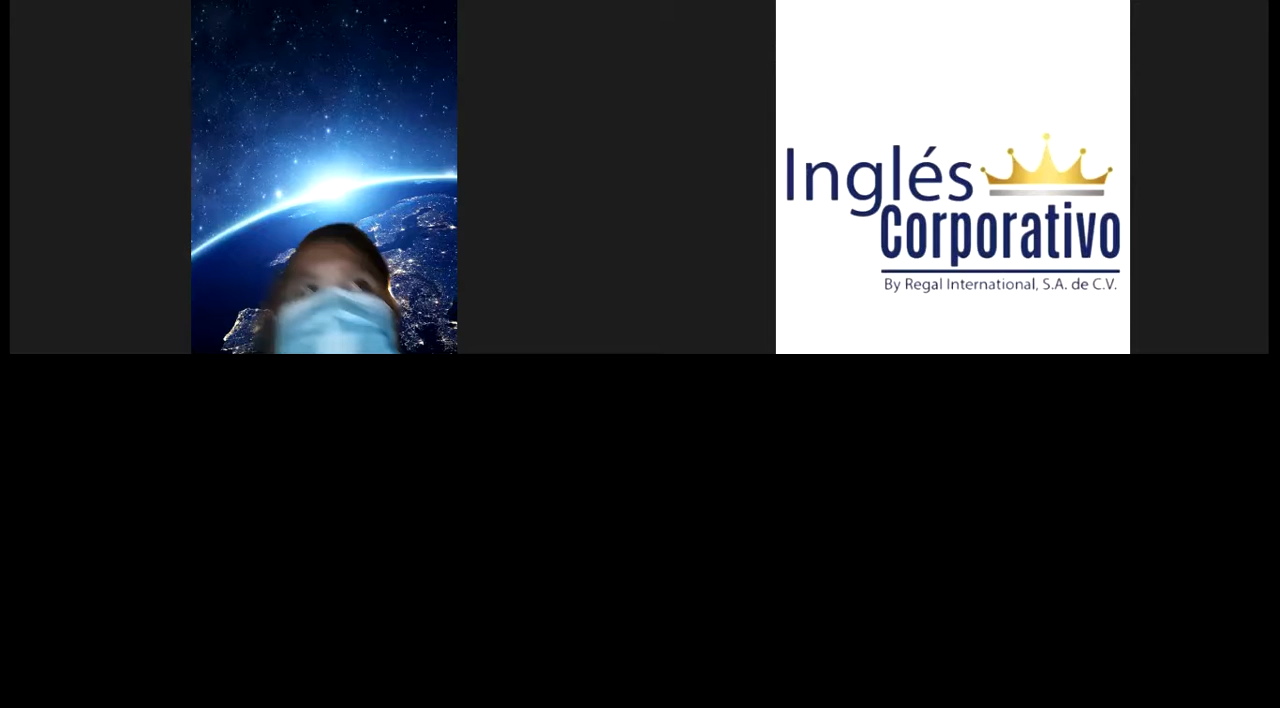 Inglés
Corporativo
By Regal International, S.A. de C.V.